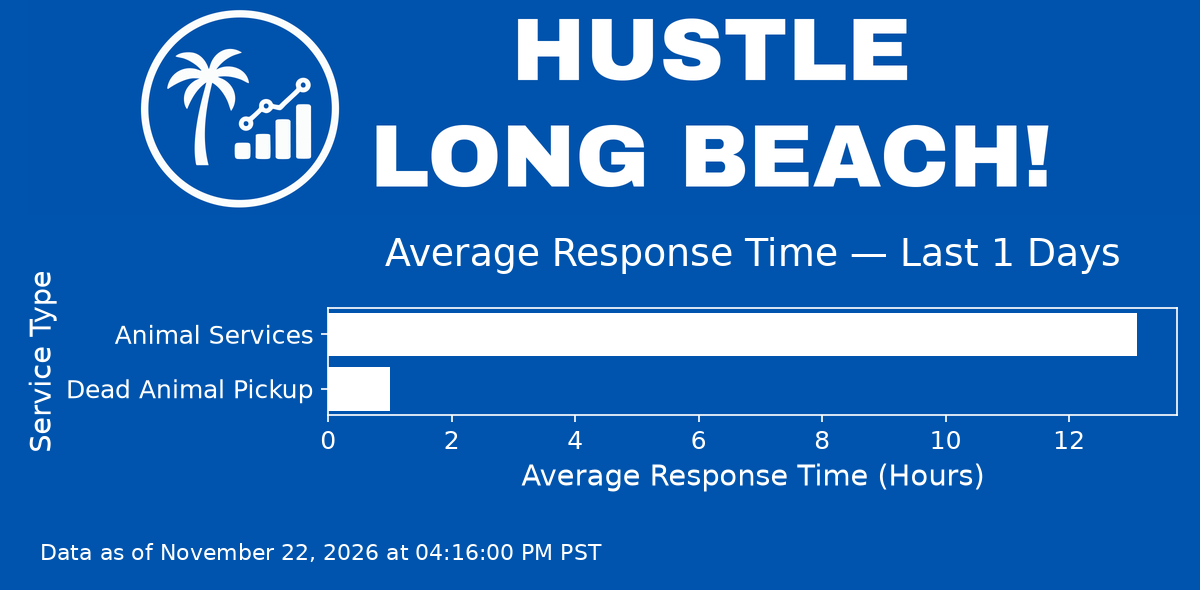 HUSTLE
LONG BEACH!
Average Response Time — Last 1 Days
Service Type
Animal Services
Dead Animal Pickup
0 2 4 6 8 10 12
Average Response Time (Hours)
Data as of November 22, 2026 at 04:16:00 PM PST